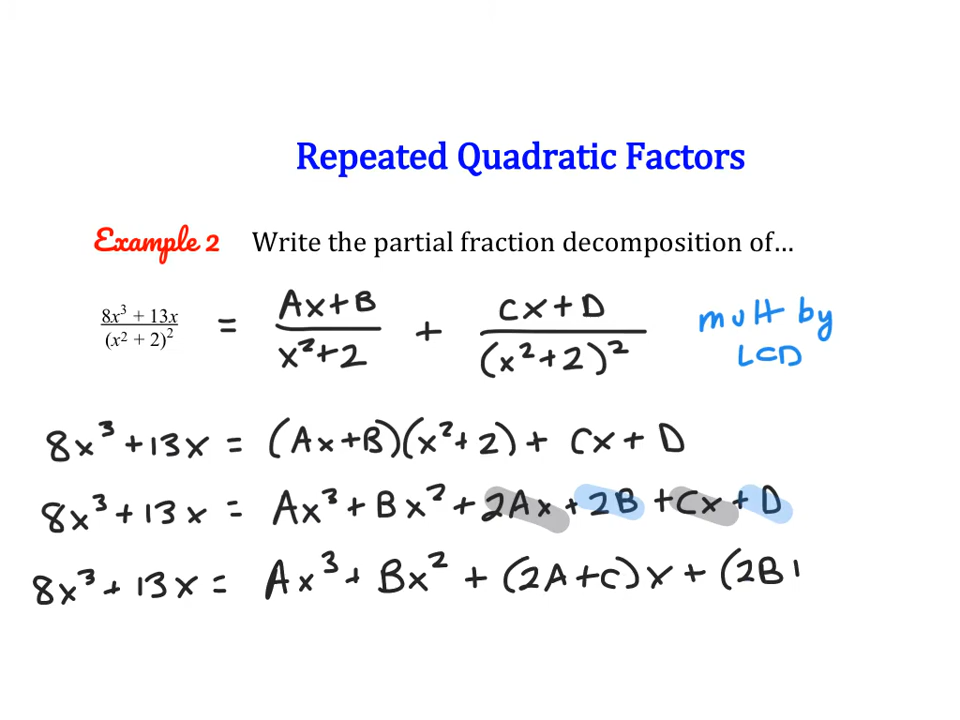 Repeated Quadratic Factors
Example 2 Write the partial fraction decomposition of...
8x³ + 13x / (x² + 2)² = Ax+B / x²+2 + Cx+D / (x²+2)² mult by LCD
8x³ + 13x = (Ax+B)(x²+2) + Cx + D
8x³ + 13x = Ax³ + Bx² + 2Ax + 2B + Cx + D
8x³ + 13x = Ax³ + Bx² + (2A+C)x + (2B